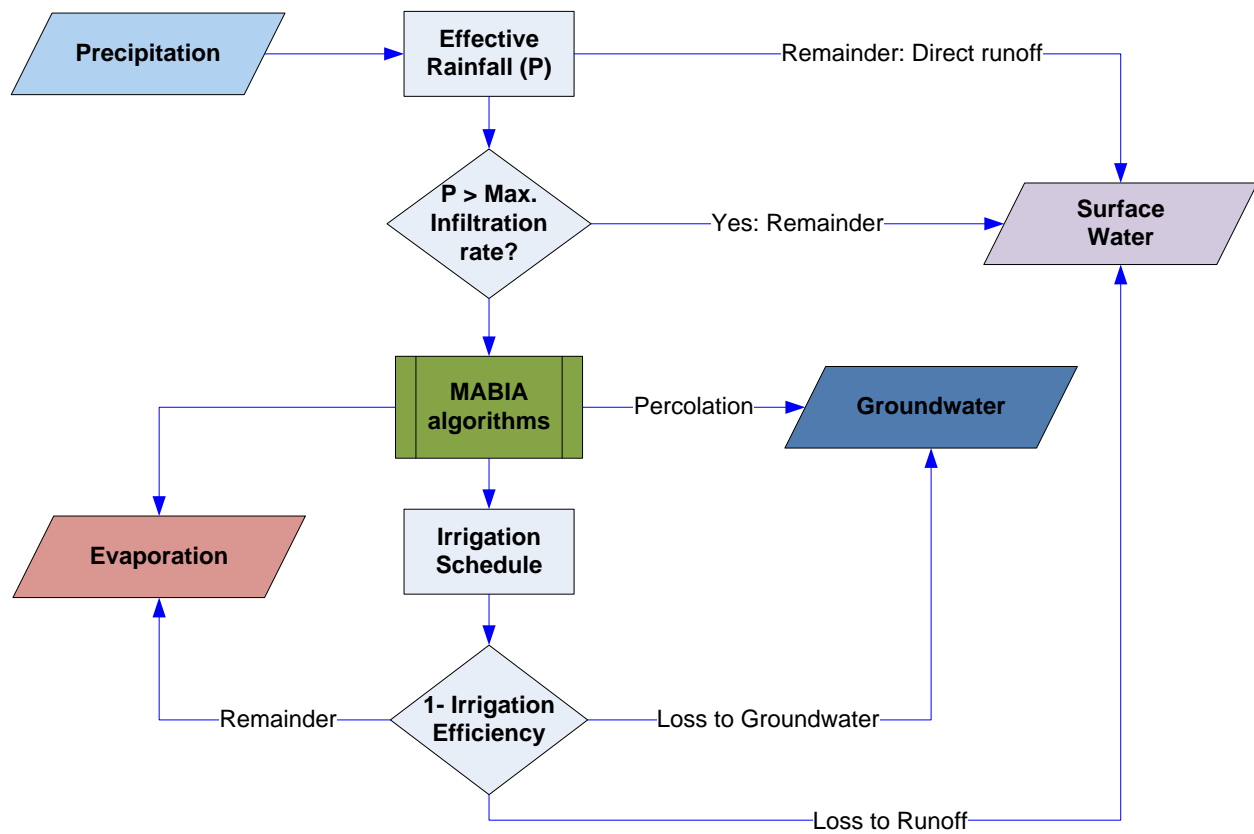 Precipitation
Effective
Rainfall (P)
Remainder: Direct runoff
P > Max.
Infiltration
rate?
Yes: Remainder
Surface
Water
MABIA
algorithms
Percolation
Groundwater
Evaporation
Irrigation
Schedule
Remainder
1- Irrigation
Efficiency
Loss to Groundwater
Loss to Runoff